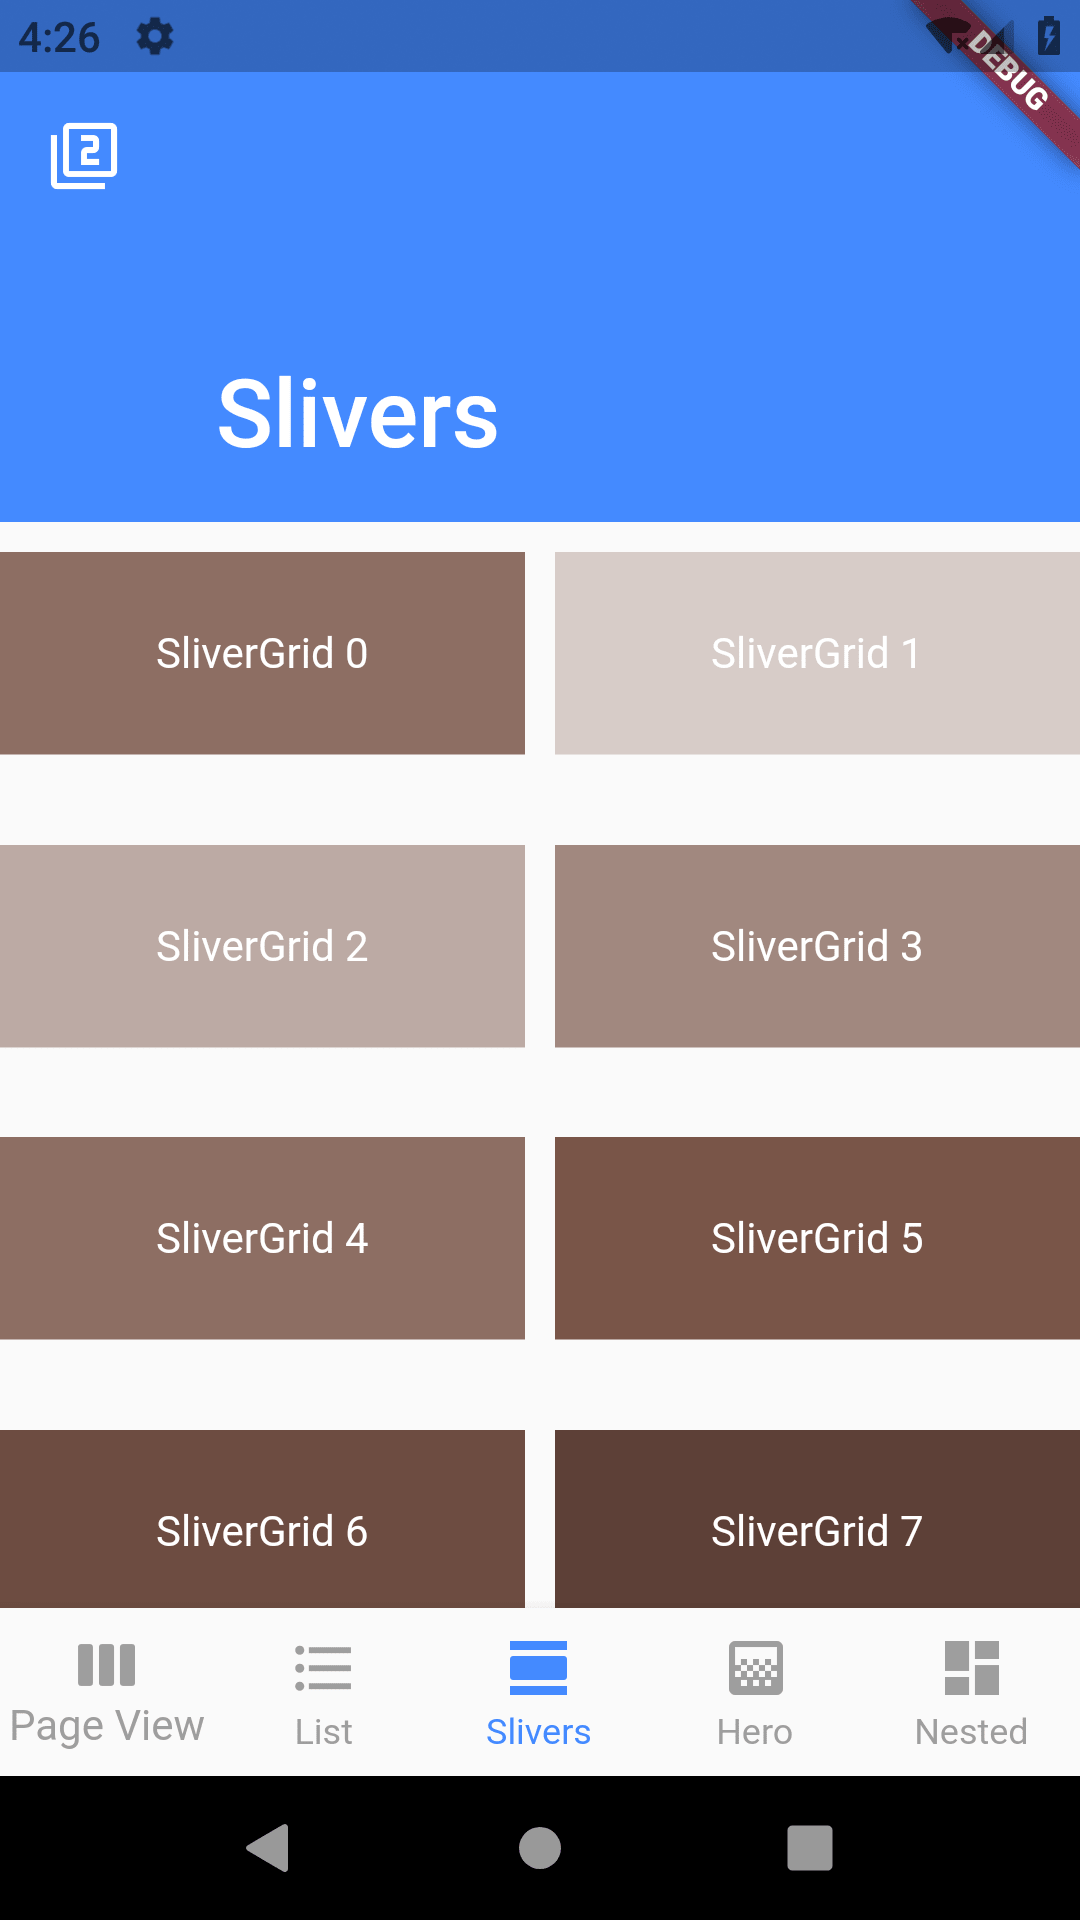 4:26
DEBUG
2
Slivers
SliverGrid 0
SliverGrid 1
SliverGrid 2
SliverGrid 3
SliverGrid 4
SliverGrid 5
SliverGrid 6
SliverGrid 7
Page View
List
Slivers
Hero
Nested